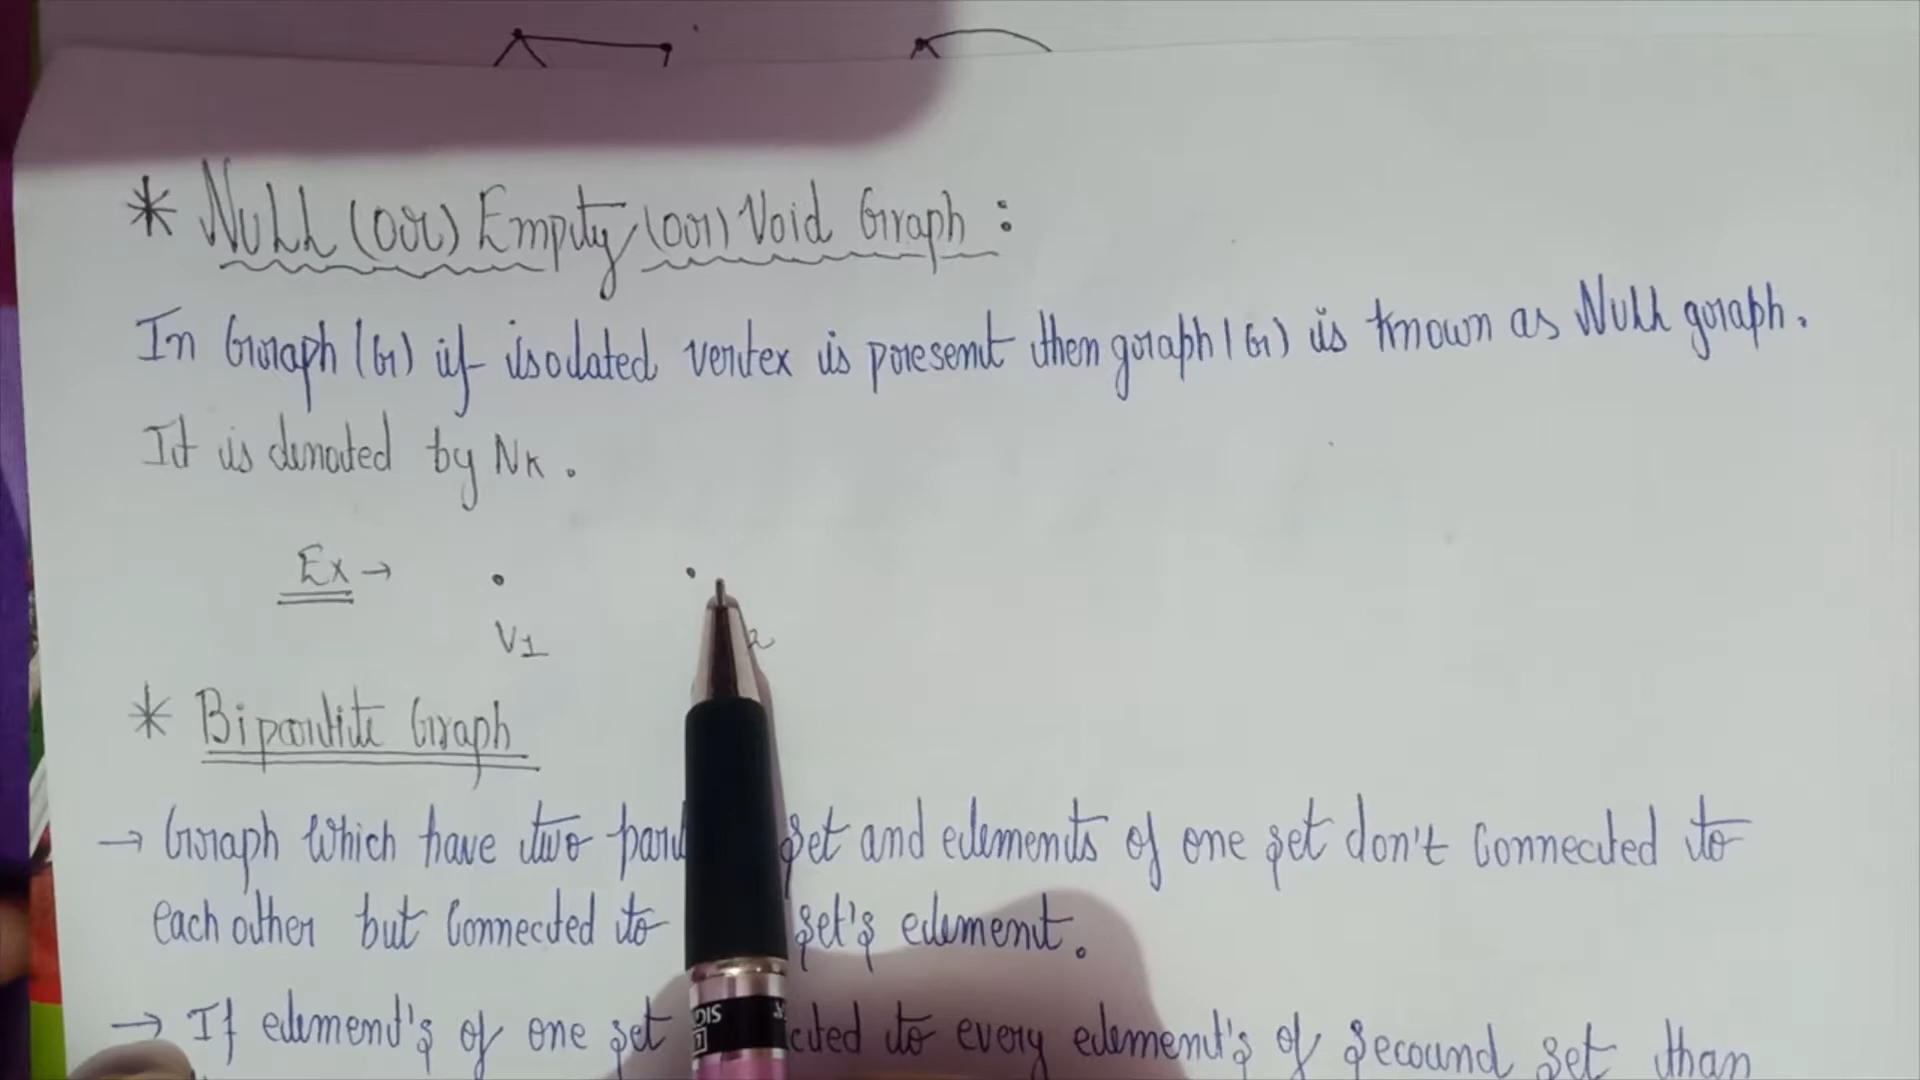 * Null (or) Empty (or) Void Graph :
In Graph (G) if isolated vertex is present then graph (G) is known as Null graph.
It is denoted by NK.
Ex →
V1
* Bipartite Graph
→ Graph which have two set and elements of one set don't connected to
each other but connected to set's element.
→ If element's of one set to every element's of secound set than